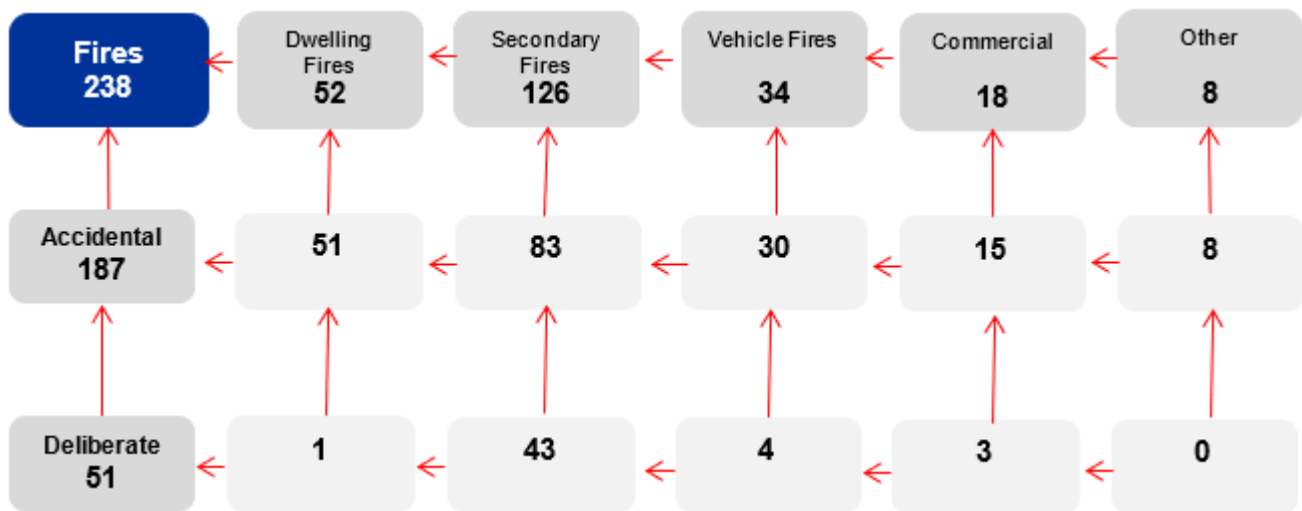 Fires
238
Dwelling
Fires
52
Secondary
Fires
126
Vehicle Fires
34
Commercial
18
Other
8
Accidental
187
51
83
30
15
8
Deliberate
51
1
43
4
3
0